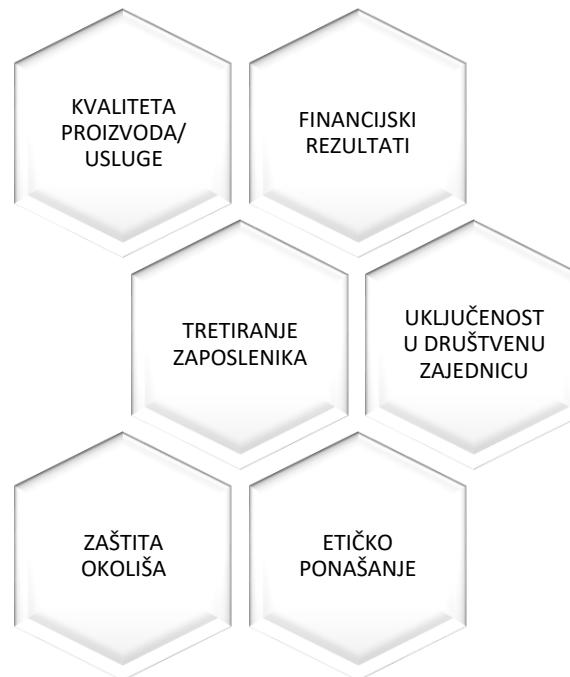 KVALITETA
PROIZVODA/
USLUGE
FINANCIJSKI
REZULTATI
TRETIRANJE
ZAPOSLENIKA
UKLJUČENOST
U DRUŠTVENU
ZAJEDNICU
ZAŠTITA
OKOLIŠA
ETIČKO
PONAŠANJE